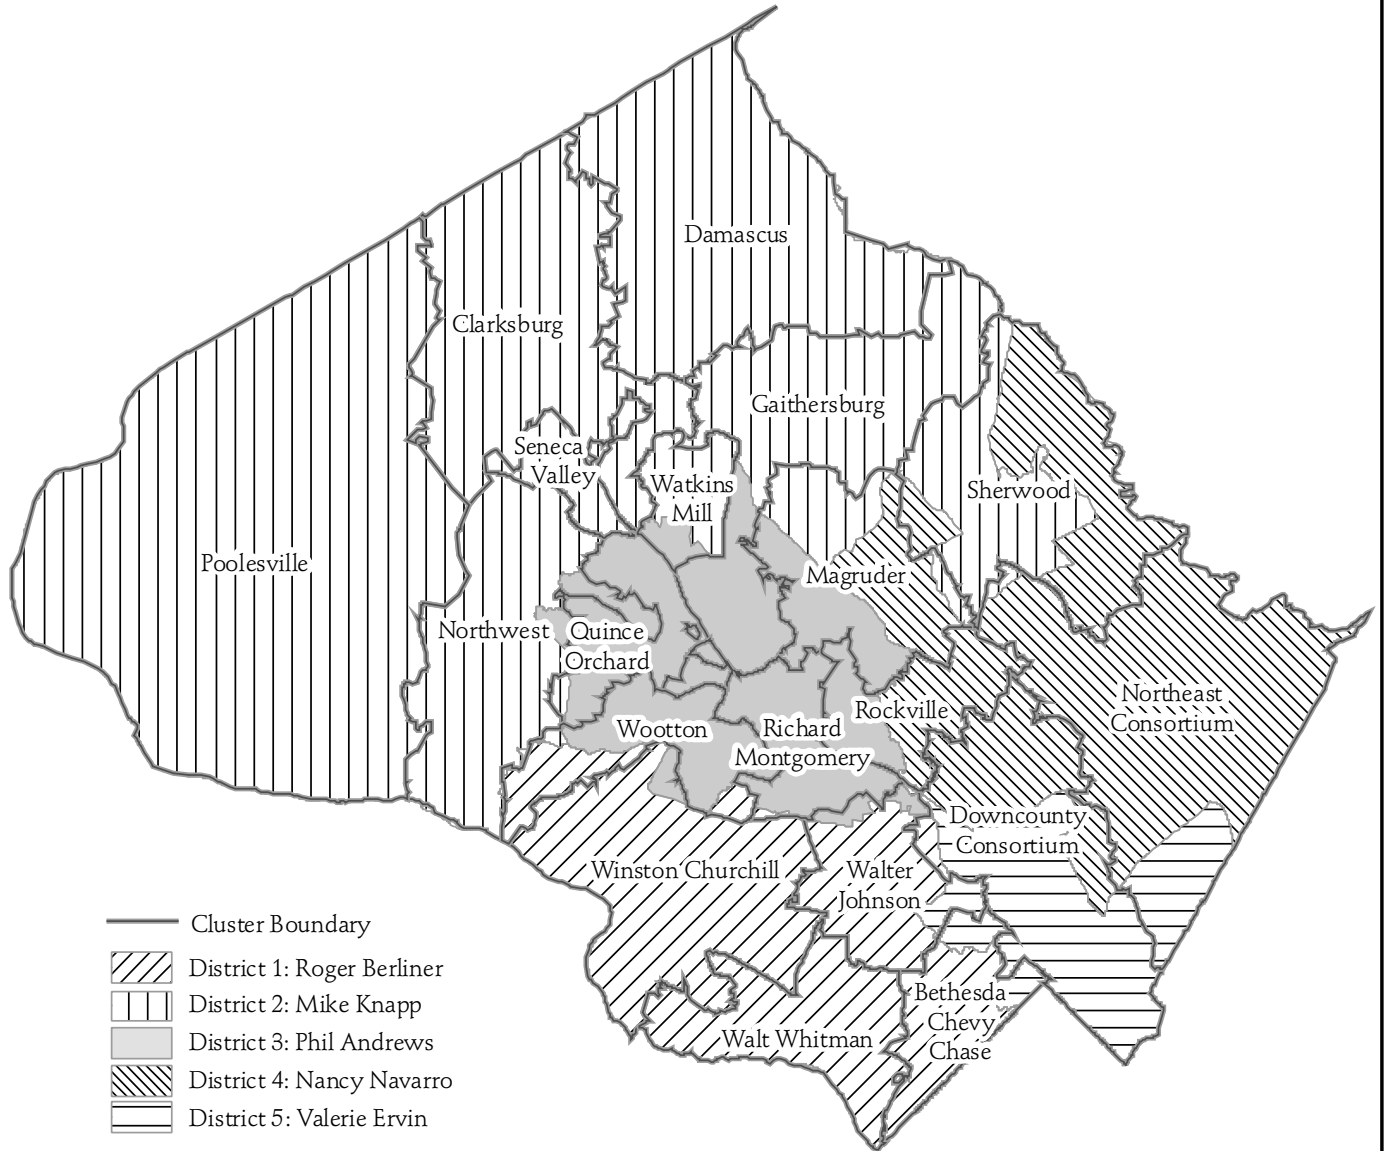 Damascus
Clarksburg
Gaithersburg
Seneca
Valley
Watkins
Mill
Sherwood
Poolesville
Magruder
Northwest
Quince
Orchard
Northeast
Consortium
Rockville
Wootton
Richard
Montgomery
Downcounty
Consortium
Winston Churchill
Walter
Johnson
Bethesda
Chevy
Chase
Walt Whitman
Cluster Boundary
District 1: Roger Berliner
District 2: Mike Knapp
District 3: Phil Andrews
District 4: Nancy Navarro
District 5: Valerie Ervin